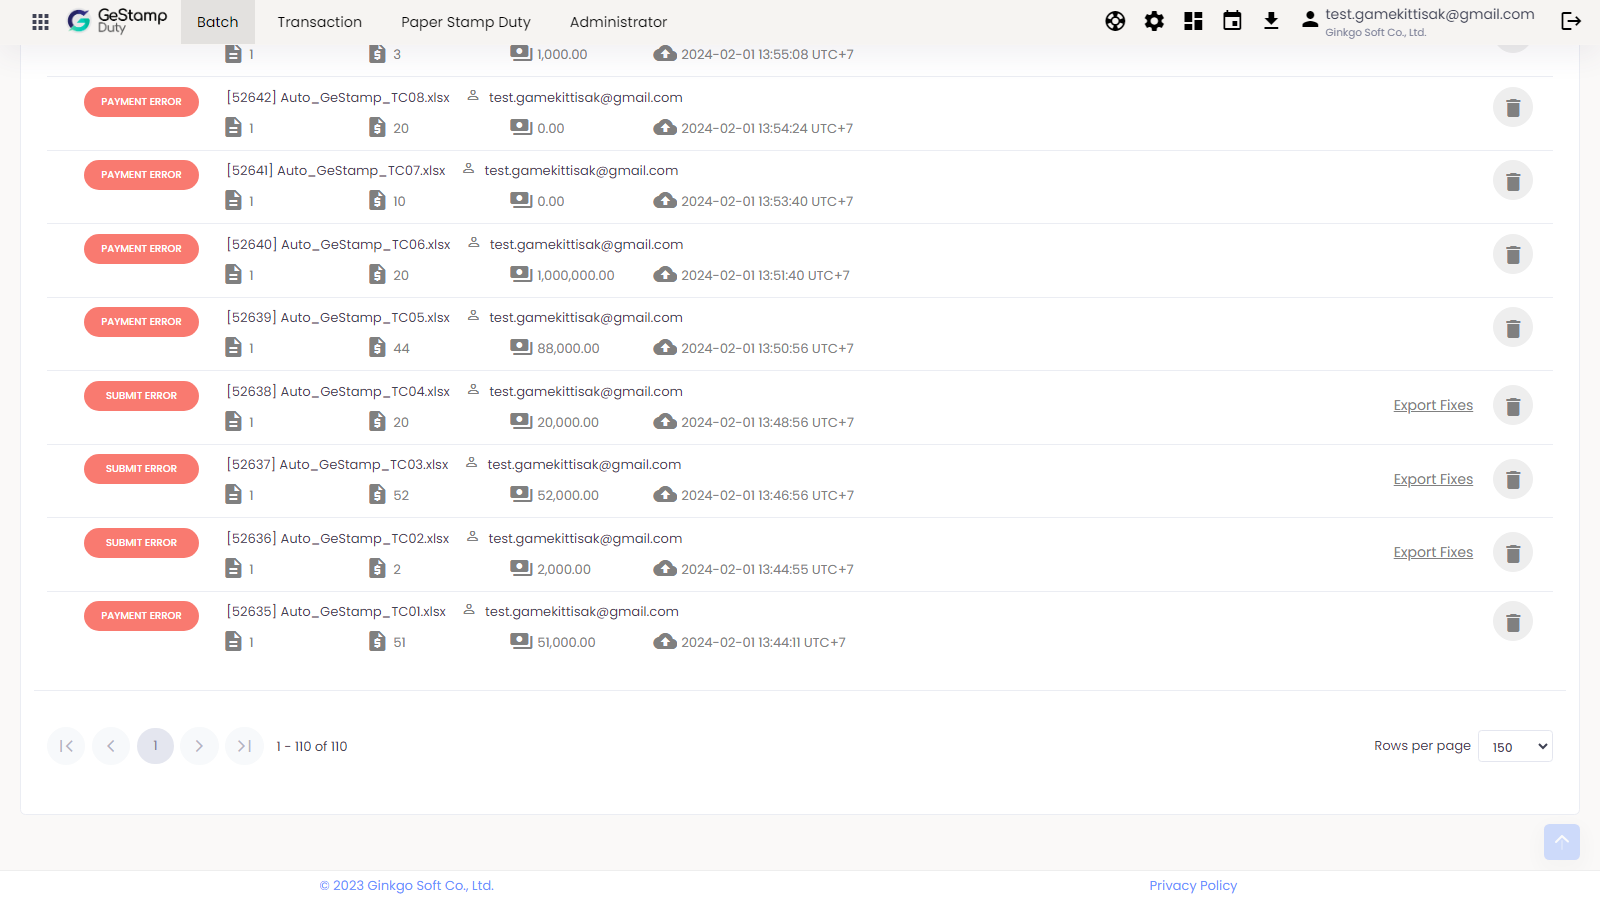 GeStamp
Duty
Batch
Transaction
Paper Stamp Duty
Administrator
test.gamekittisak@gmail.com
Ginkgo Soft Co., Ltd.
1 3 1,000.00 2024-02-01 13:55:08 UTC+7
PAYMENT ERROR [52642] Auto_GeStamp_TC08.xlsx test.gamekittisak@gmail.com
1 20 0.00 2024-02-01 13:54:24 UTC+7
PAYMENT ERROR [52641] Auto_GeStamp_TC07.xlsx test.gamekittisak@gmail.com
1 10 0.00 2024-02-01 13:53:40 UTC+7
PAYMENT ERROR [52640] Auto_GeStamp_TC06.xlsx test.gamekittisak@gmail.com
1 20 1,000,000.00 2024-02-01 13:51:40 UTC+7
PAYMENT ERROR [52639] Auto_GeStamp_TC05.xlsx test.gamekittisak@gmail.com
1 44 88,000.00 2024-02-01 13:50:56 UTC+7
SUBMIT ERROR [52638] Auto_GeStamp_TC04.xlsx test.gamekittisak@gmail.com Export Fixes
1 20 20,000.00 2024-02-01 13:48:56 UTC+7
SUBMIT ERROR [52637] Auto_GeStamp_TC03.xlsx test.gamekittisak@gmail.com Export Fixes
1 52 52,000.00 2024-02-01 13:46:56 UTC+7
SUBMIT ERROR [52636] Auto_GeStamp_TC02.xlsx test.gamekittisak@gmail.com Export Fixes
1 2 2,000.00 2024-02-01 13:44:55 UTC+7
PAYMENT ERROR [52635] Auto_GeStamp_TC01.xlsx test.gamekittisak@gmail.com
1 51 51,000.00 2024-02-01 13:44:11 UTC+7
1 1 - 110 of 110 Rows per page 150
© 2023 Ginkgo Soft Co., Ltd. Privacy Policy